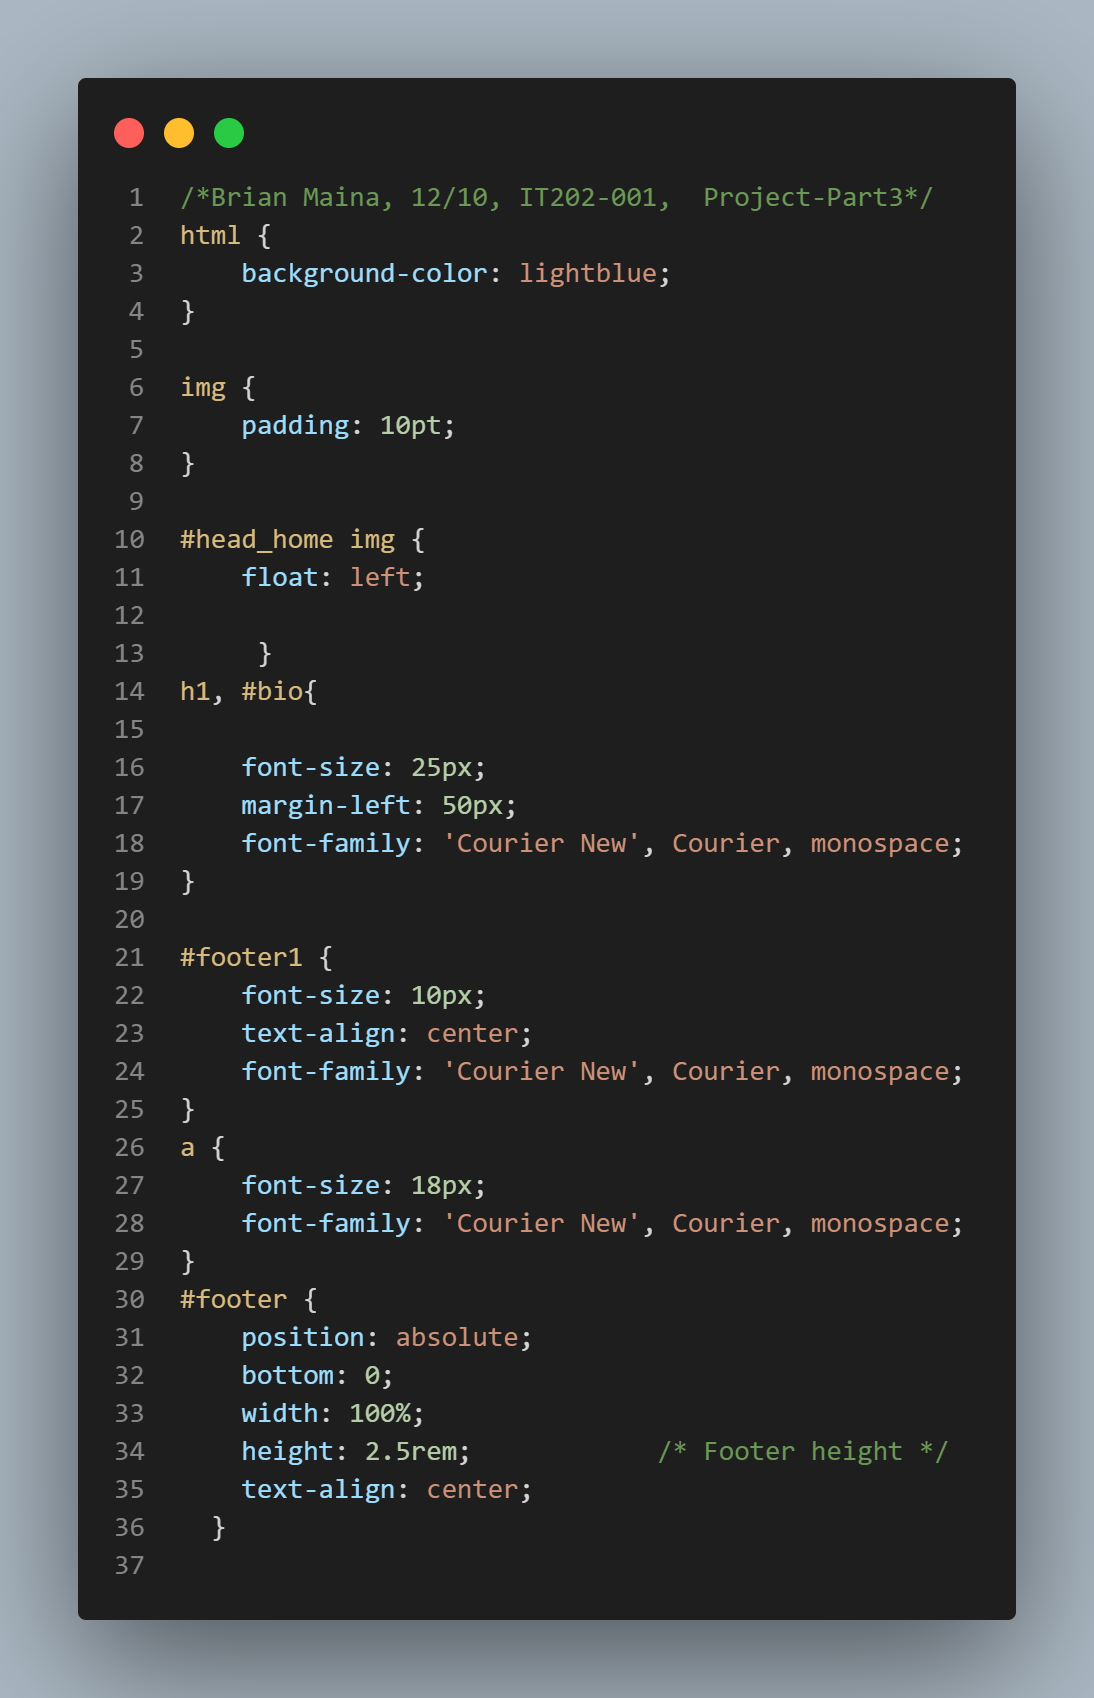 1 /*Brian Maina, 12/10, IT202-001,  Project-Part3*/
2 html {
3     background-color: lightblue;
4 }
5
6 img {
7     padding: 10pt;
8 }
9
10 #head_home img {
11     float: left;
12
13      }
14 h1, #bio{
15
16     font-size: 25px;
17     margin-left: 50px;
18     font-family: 'Courier New', Courier, monospace;
19 }
20
21 #footer1 {
22     font-size: 10px;
23     text-align: center;
24     font-family: 'Courier New', Courier, monospace;
25 }
26 a {
27     font-size: 18px;
28     font-family: 'Courier New', Courier, monospace;
29 }
30 #footer {
31     position: absolute;
32     bottom: 0;
33     width: 100%;
34     height: 2.5rem;            /* Footer height */
35     text-align: center;
36   }
37